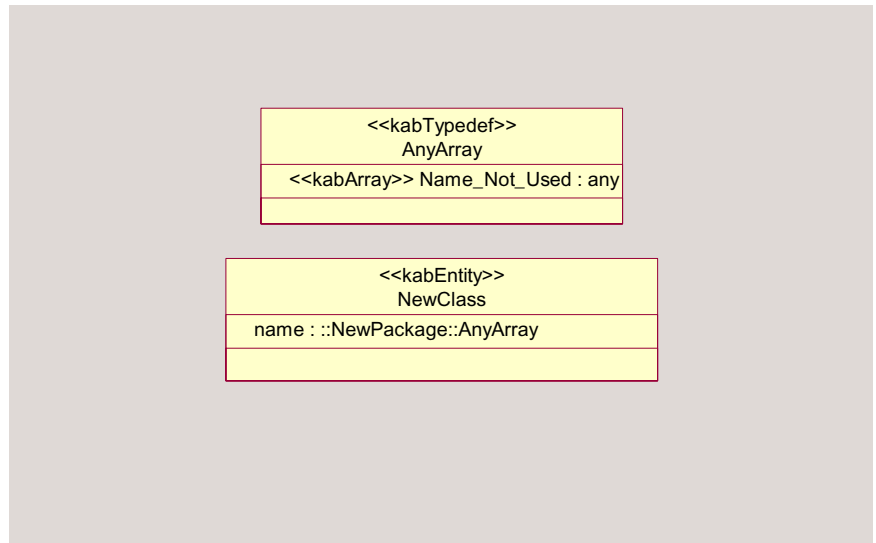 <<kabTypedef>>
AnyArray
<<kabArray>> Name_Not_Used : any
<<kabEntity>>
NewClass
name : ::NewPackage::AnyArray